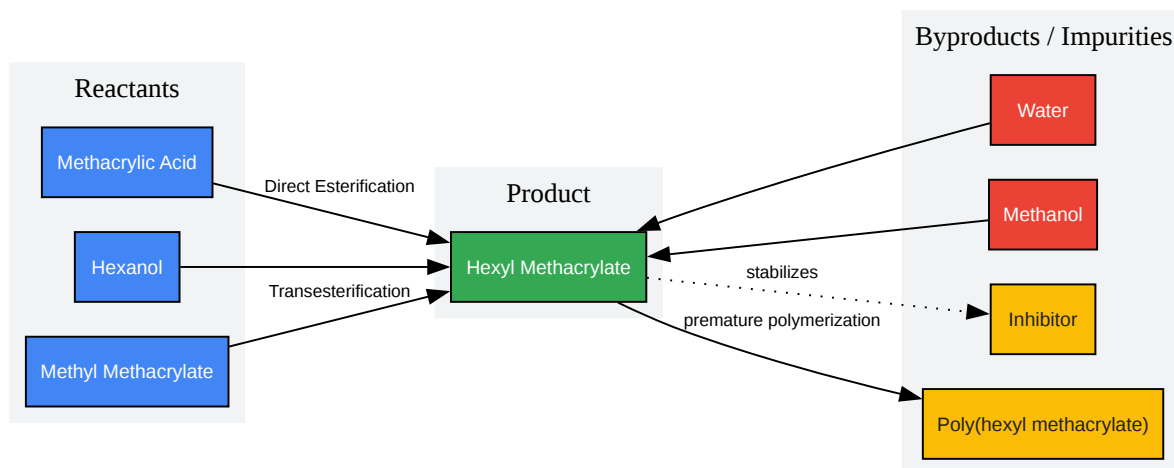 Byproducts / Impurities
Reactants
Water
Methacrylic Acid
Direct Esterification
Product
Methanol
Hexanol
Hexyl Methacrylate
stabilizes
Transesterification
premature polymerization
Inhibitor
Methyl Methacrylate
Poly(hexyl methacrylate)